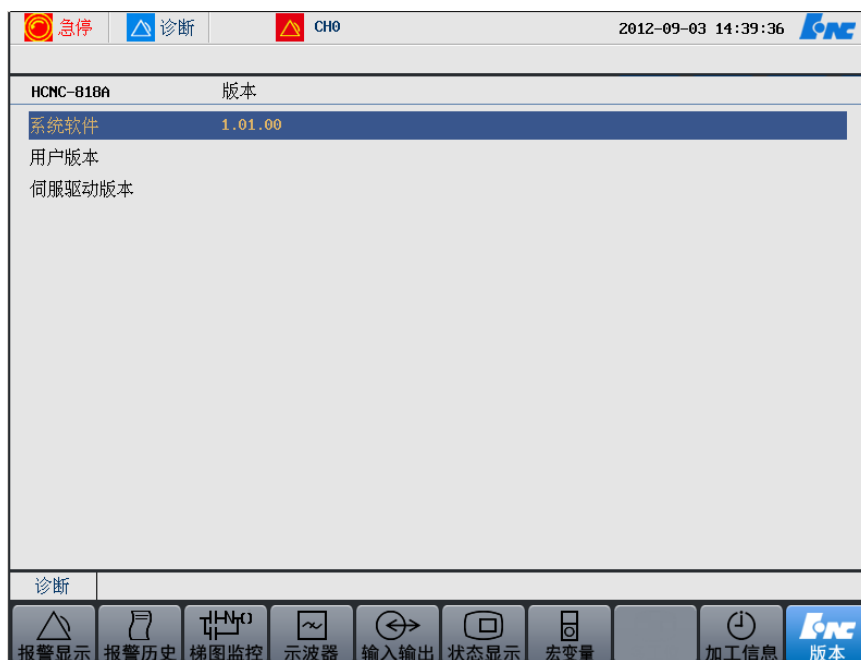 急停 诊断 CH0 2012-09-03 14:39:36 HNC
HCNC-818A 版本
系统软件 1.01.00
用户版本
伺服驱动版本
诊断
报警显示 报警历史 梯图监控 示波器 输入输出 状态显示 宏变量 加工信息 版本